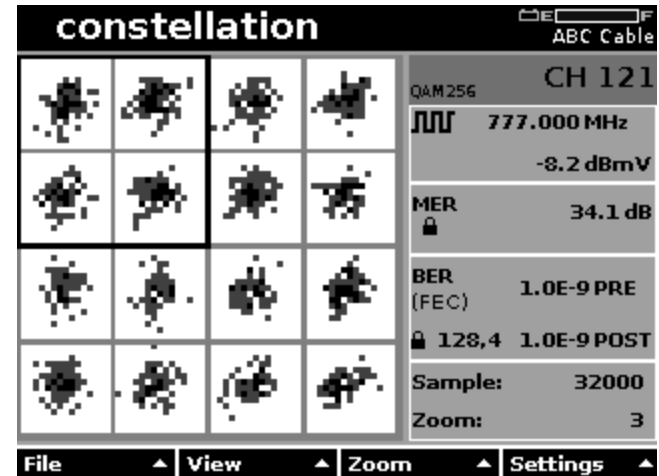 constellation
E F
ABC Cable
QAM256 CH 121
777.000 MHz
-8.2 dBmV
MER 34.1 dB
BER
(FEC)
1.0E-9 PRE
128,4 1.0E-9 POST
Sample: 32000
Zoom: 3
File View Zoom Settings